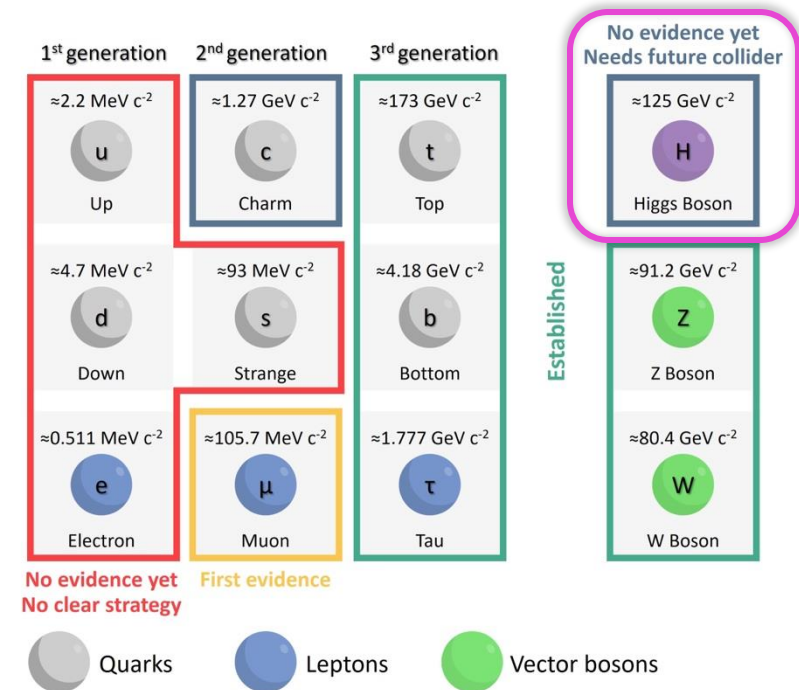 1st generation
2nd generation
3rd generation
No evidence yet
Needs future collider
≈2.2 MeV c-2
u
Up
≈1.27 GeV c-2
c
Charm
≈173 GeV c-2
t
Top
≈125 GeV c-2
H
Higgs Boson
≈4.7 MeV c-2
d
Down
≈93 MeV c-2
s
Strange
≈4.18 GeV c-2
b
Bottom
Established
≈91.2 GeV c-2
Z
Z Boson
≈0.511 MeV c-2
e
Electron
≈105.7 MeV c-2
μ
Muon
≈1.777 GeV c-2
τ
Tau
≈80.4 GeV c-2
W
W Boson
No evidence yet
No clear strategy
First evidence
Quarks
Leptons
Vector bosons